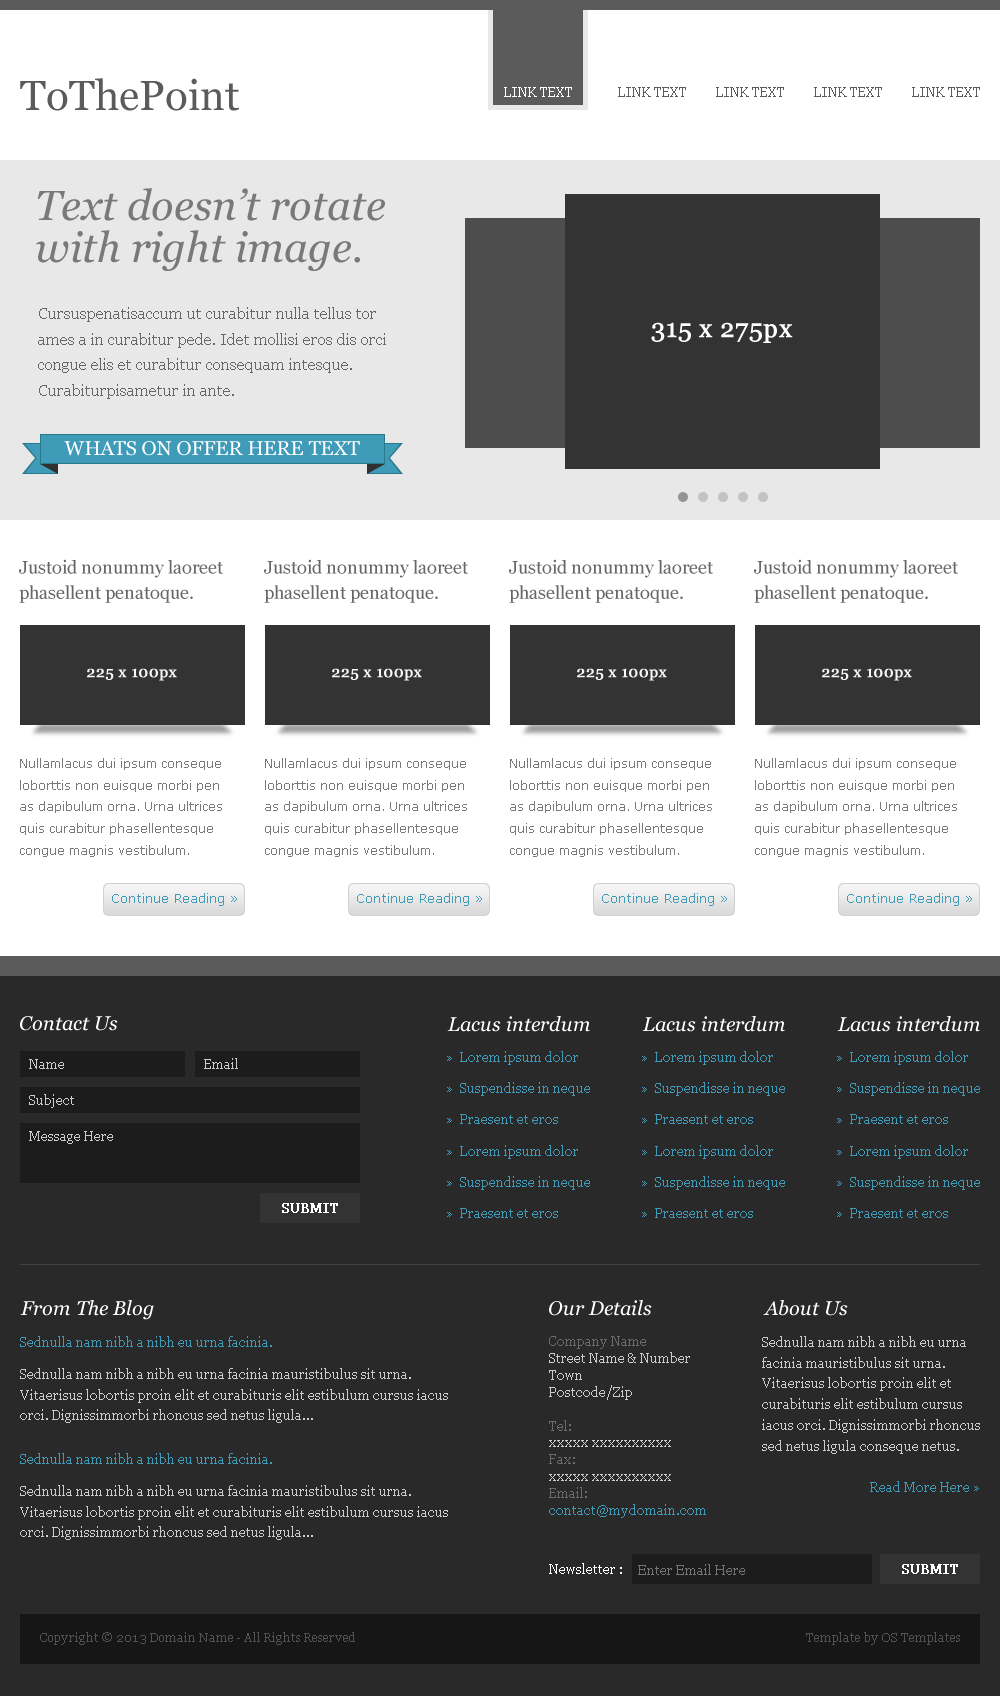 ToThePoint
LINK TEXT
LINK TEXT
LINK TEXT
LINK TEXT
LINK TEXT
Text doesn't rotate
with right image.
Cursuspenatisaccum ut curabitur nulla tellus tor
ames a in curabitur pede. Idet mollisi eros dis orci
congue elis et curabitur consequam intesque.
Curabiturpisametur in ante.
WHATS ON OFFER HERE TEXT
315 x 275px
Justoid nonummy laoreet
phasellent penatoque.
225 x 100px
Nullamlacus dui ipsum conseque
loborttis non euisque morbi pen
as dapibulum orna. Urna ultrices
quis curabitur phasellentesque
congue magnis vestibulum.
Continue Reading »
Justoid nonummy laoreet
phasellent penatoque.
225 x 100px
Nullamlacus dui ipsum conseque
loborttis non euisque morbi pen
as dapibulum orna. Urna ultrices
quis curabitur phasellentesque
congue magnis vestibulum.
Continue Reading »
Justoid nonummy laoreet
phasellent penatoque.
225 x 100px
Nullamlacus dui ipsum conseque
loborttis non euisque morbi pen
as dapibulum orna. Urna ultrices
quis curabitur phasellentesque
congue magnis vestibulum.
Continue Reading »
Justoid nonummy laoreet
phasellent penatoque.
225 x 100px
Nullamlacus dui ipsum conseque
loborttis non euisque morbi pen
as dapibulum orna. Urna ultrices
quis curabitur phasellentesque
congue magnis vestibulum.
Continue Reading »
Contact Us
Name
Email
Subject
Message Here
SUBMIT
Lacus interdum
» Lorem ipsum dolor
» Suspendisse in neque
» Praesent et eros
» Lorem ipsum dolor
» Suspendisse in neque
» Praesent et eros
Lacus interdum
» Lorem ipsum dolor
» Suspendisse in neque
» Praesent et eros
» Lorem ipsum dolor
» Suspendisse in neque
» Praesent et eros
Lacus interdum
» Lorem ipsum dolor
» Suspendisse in neque
» Praesent et eros
» Lorem ipsum dolor
» Suspendisse in neque
» Praesent et eros
From The Blog
Sednulla nam nibh a nibh eu urna facinia.
Sednulla nam nibh a nibh eu urna facinia mauristibulus sit urna.
Vitaerisus lobortis proin elit et curabituris elit estibulum cursus iacus
orci. Dignissimmorbi rhoncus sed netus ligula...
Sednulla nam nibh a nibh eu urna facinia.
Sednulla nam nibh a nibh eu urna facinia mauristibulus sit urna.
Vitaerisus lobortis proin elit et curabituris elit estibulum cursus iacus
orci. Dignissimmorbi rhoncus sed netus ligula...
Our Details
Company Name
Street Name & Number
Town
Postcode/Zip
Tel:
xxxxx xxxxxxxxxx
Fax:
xxxxx xxxxxxxxxx
Email:
contact@mydomain.com
About Us
Sednulla nam nibh a nibh eu urna
facinia mauristibulus sit urna.
Vitaerisus lobortis proin elit et
curabituris elit estibulum cursus
iacus orci. Dignissimmorbi rhoncus
sed netus ligula conseque netus.
Read More Here »
Newsletter :
Enter Email Here
SUBMIT
Copyright © 2013 Domain Name - All Rights Reserved
Template by OS Templates